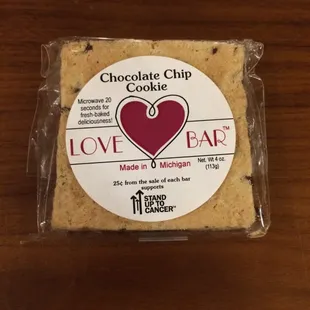 Chocolate Chip
Cookie
Microwave 20
seconds for
fresh-baked
deliciousness!
LOVE BAR™
Made in Michigan
Net. Wt 4 oz.
(113g)
25¢ from the sale of each bar
supports
STAND
UP TO
CANCER™